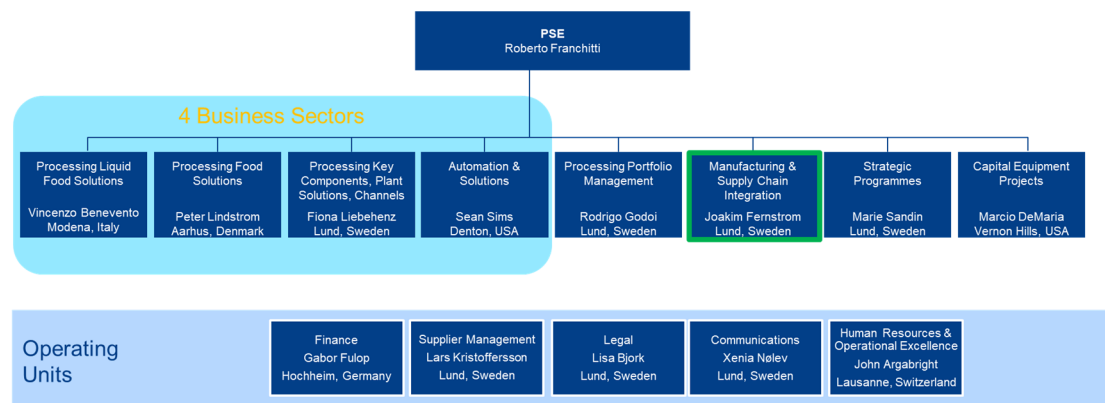 PSE
Roberto Franchitti
4 Business Sectors
Processing Liquid
Food Solutions
Vincenzo Benevento
Modena, Italy
Processing Food
Solutions
Peter Lindstrom
Aarhus, Denmark
Processing Key
Components, Plant
Solutions, Channels
Fiona Liebehenz
Lund, Sweden
Automation &
Solutions
Sean Sims
Denton, USA
Processing Portfolio
Management
Rodrigo Godoi
Lund, Sweden
Manufacturing &
Supply Chain
Integration
Joakim Fernstrom
Lund, Sweden
Strategic
Programmes
Marie Sandin
Lund, Sweden
Capital Equipment
Projects
Marcio DeMaria
Vernon Hills, USA
Operating
Units
Finance
Gabor Fulop
Hochheim, Germany
Supplier Management
Lars Kristoffersson
Lund, Sweden
Legal
Lisa Bjork
Lund, Sweden
Communications
Xenia Nølev
Lund, Sweden
Human Resources &
Operational Excellence
John Argabright
Lausanne, Switzerland